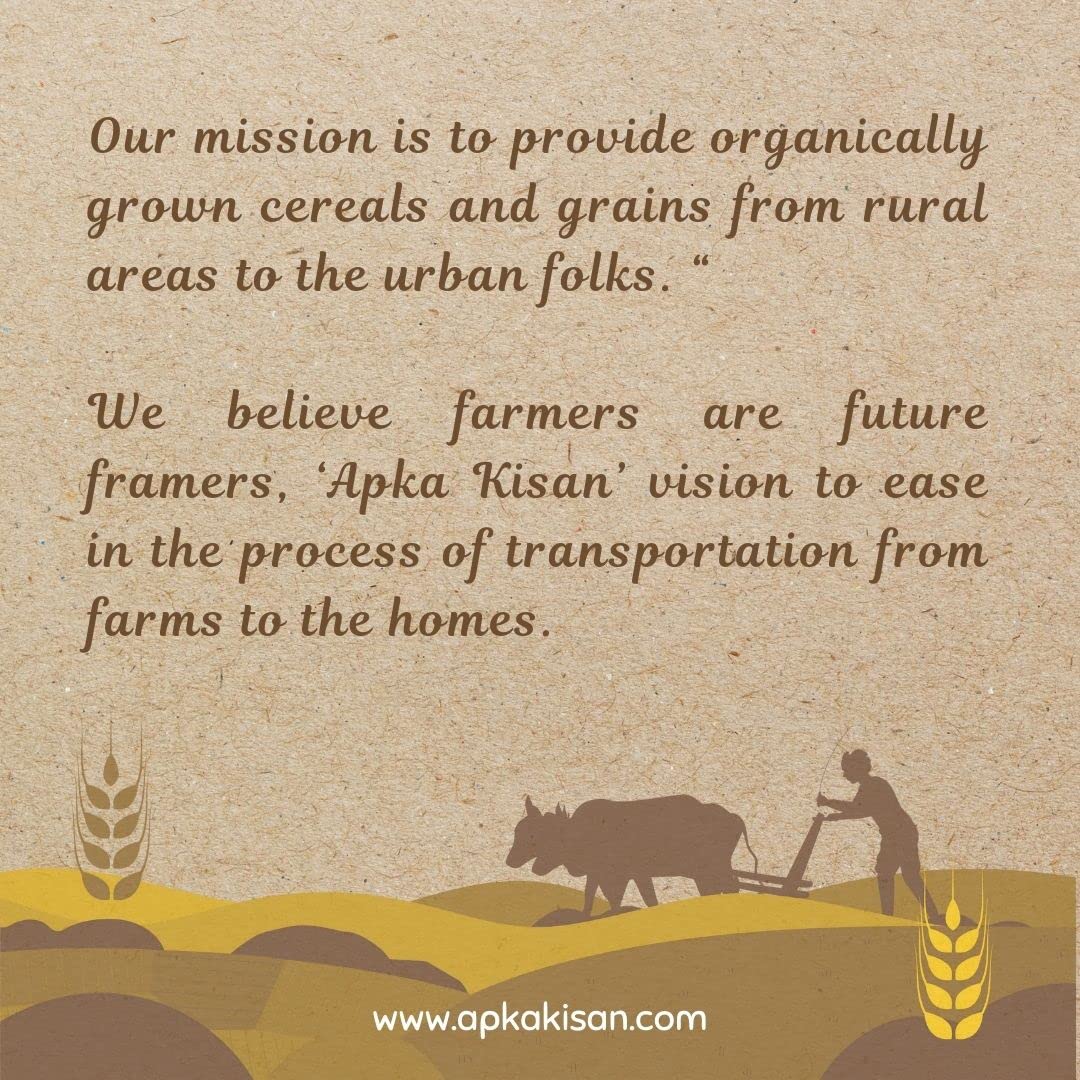 Our mission is to provide organically
grown cereals and grains from rural
areas to the urban folks. “
We believe farmers are future
framers, ‘Apka Kisan’ vision to ease
in the process of transportation from
farms to the homes.
www.apkakisan.com